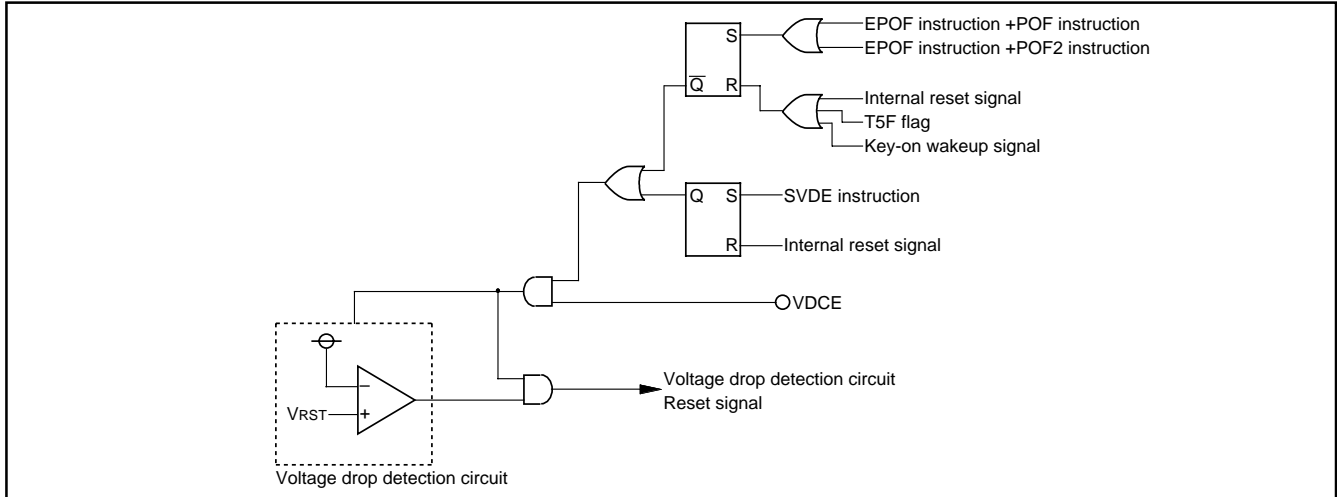 S
EPOF instruction +POF instruction
EPOF instruction +POF2 instruction
Q
R
Internal reset signal
T5F flag
Key-on wakeup signal
Q
S
SVDE instruction
R
Internal reset signal
VDCE
−
VRST
+
Voltage drop detection circuit
Reset signal
Voltage drop detection circuit